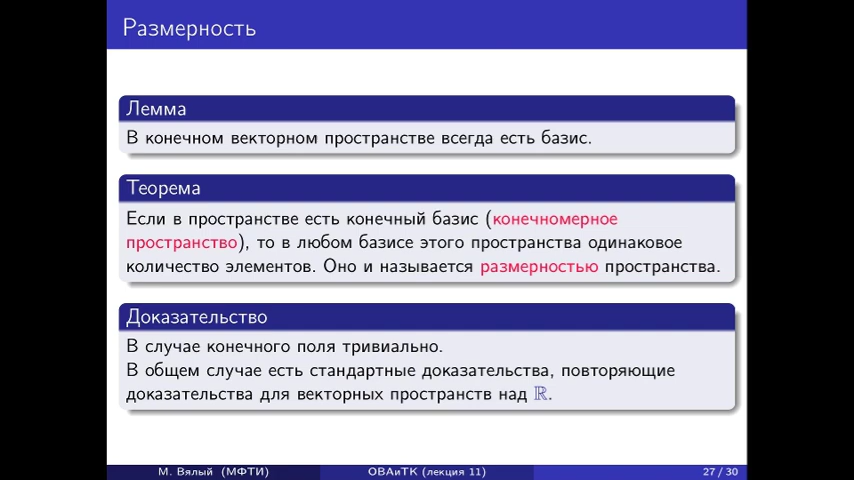 Размерность
Лемма
В конечном векторном пространстве всегда есть базис.
Теорема
Если в пространстве есть конечный базис (конечномерное
пространство), то в любом базисе этого пространства одинаковое
количество элементов. Оно и называется размерностью пространства.
Доказательство
В случае конечного поля тривиально.
В общем случае есть стандартные доказательства, повторяющие
доказательства для векторных пространств над ℝ.
М. Вялый (МФТИ) ОВАиТК (лекция 11) 27 / 30